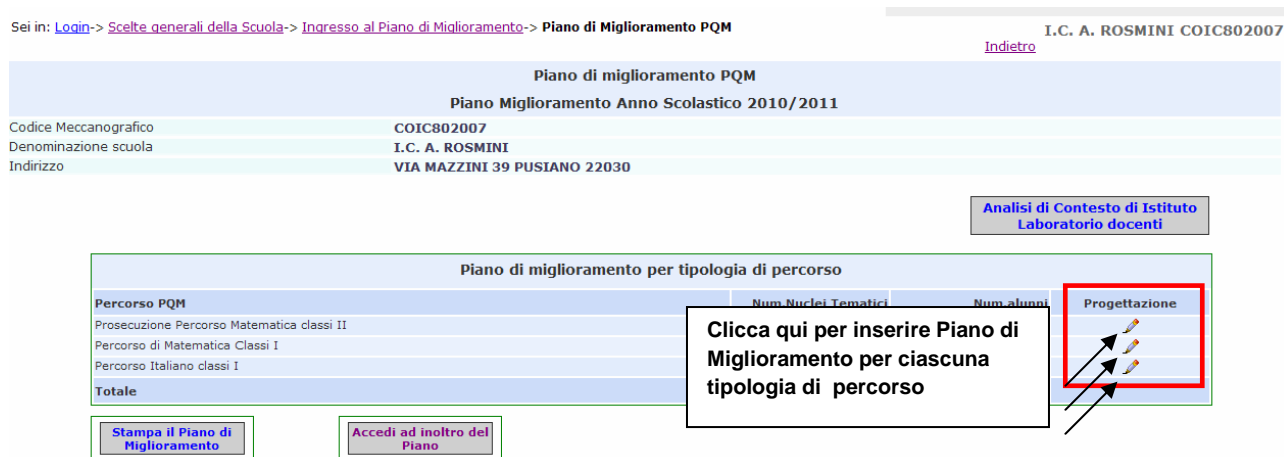 Sei in: Login-> Scelte generali della Scuola-> Ingresso al Piano di Miglioramento-> Piano di Miglioramento PQM
I.C. A. ROSMINI COIC802007
Indietro
Piano di miglioramento PQM
Piano Miglioramento Anno Scolastico 2010/2011
Codice Meccanografico COIC802007
Denominazione scuola I.C. A. ROSMINI
Indirizzo VIA MAZZINI 39 PUSIANO 22030
Analisi di Contesto di Istituto
Laboratorio docenti
Piano di miglioramento per tipologia di percorso
Percorso PQM Num.Nuclei Tematici Num.alunni Progettazione
Prosecuzione Percorso Matematica classi II
Percorso di Matematica Classi I
Percorso Italiano classi I
Totale
Clicca qui per inserire Piano di
Miglioramento per ciascuna
tipologia di percorso
Stampa il Piano di
Miglioramento
Accedi ad inoltro del
Piano